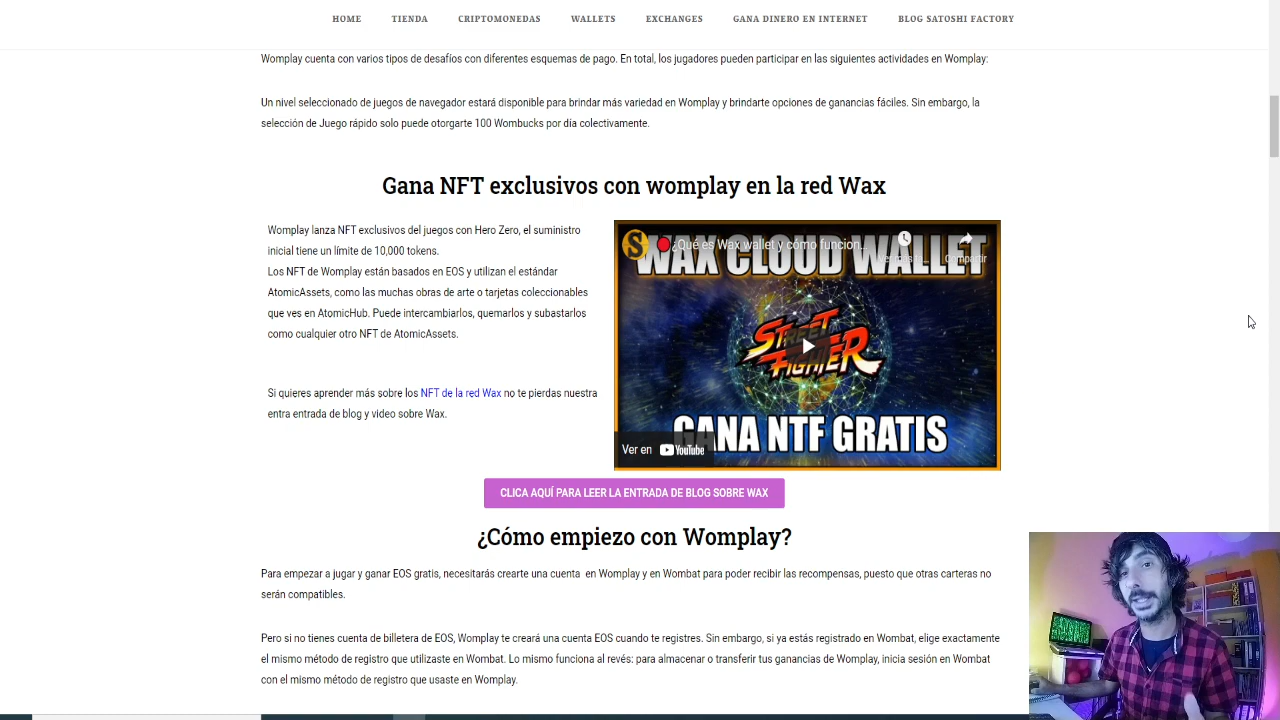 HOME TIENDA CRIPTOMONEDAS WALLETS EXCHANGES GANA DINERO EN INTERNET BLOG SATOSHI FACTORY
Womplay cuenta con varios tipos de desafíos con diferentes esquemas de pago. En total, los jugadores pueden participar en las siguientes actividades en Womplay:
Un nivel seleccionado de juegos de navegador estará disponible para brindar más variedad en Womplay y brindarte opciones de ganancias fáciles. Sin embargo, la
selección de Juego rápido solo puede otorgarte 100 Wombucks por día colectivamente.
Gana NFT exclusivos con womplay en la red Wax
Womplay lanza NFT exclusivos del juegos con Hero Zero, el suministro
inicial tiene un límite de 10,000 tokens.
Los NFT de Womplay están basados en EOS y utilizan el estándar
AtomicAssets, como las muchas obras de arte o tarjetas coleccionables
que ves en AtomicHub. Puede intercambiarlos, quemarlos y subastarlos
como cualquier otro NFT de AtomicAssets.
Si quieres aprender más sobre los NFT de la red Wax no te pierdas nuestra
entra entrada de blog y video sobre Wax.
¿Qué es Wax wallet y cómo funcion...
Ver más ta... Compartir
WAX CLOUD WALLET
STREET
FIGHTER
GANA NTF GRATIS
Ver en YouTube
CLICA AQUÍ PARA LEER LA ENTRADA DE BLOG SOBRE WAX
¿Cómo empiezo con Womplay?
Para empezar a jugar y ganar EOS gratis, necesitarás crearte una cuenta en Womplay y en Wombat para poder recibir las recompensas, puesto que otras carteras no
serán compatibles.
Pero si no tienes cuenta de billetera de EOS, Womplay te creará una cuenta EOS cuando te registres. Sin embargo, si ya estás registrado en Wombat, elige exactamente
el mismo método de registro que utilizaste en Wombat. Lo mismo funciona al revés: para almacenar o transferir tus ganancias de Womplay, inicia sesión en Wombat
con el mismo método de registro que usaste en Womplay.